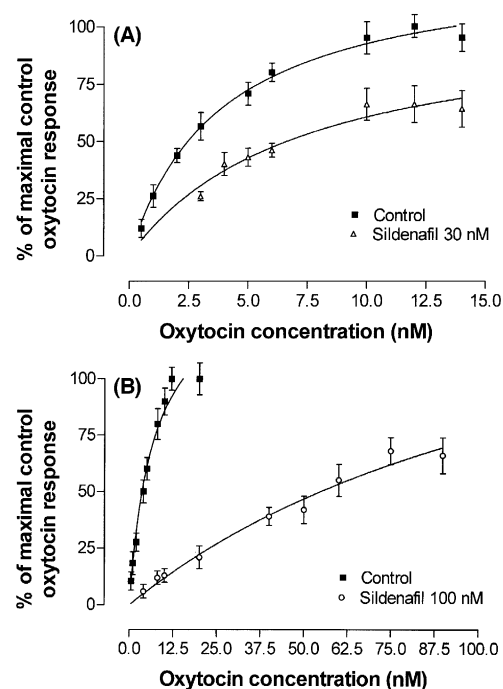 (A)
% of maximal control
oxytocin response
100
75
50
25
0
Control
Sildenafil 30 nM
0.0 2.5 5.0 7.5 10.0 12.5 15.0
Oxytocin concentration (nM)
(B)
% of maximal control
oxytocin response
100
75
50
25
0
Control
Sildenafil 100 nM
0.0 12.5 25.0 37.5 50.0 62.5 75.0 87.5 100.0
Oxytocin concentration (nM)